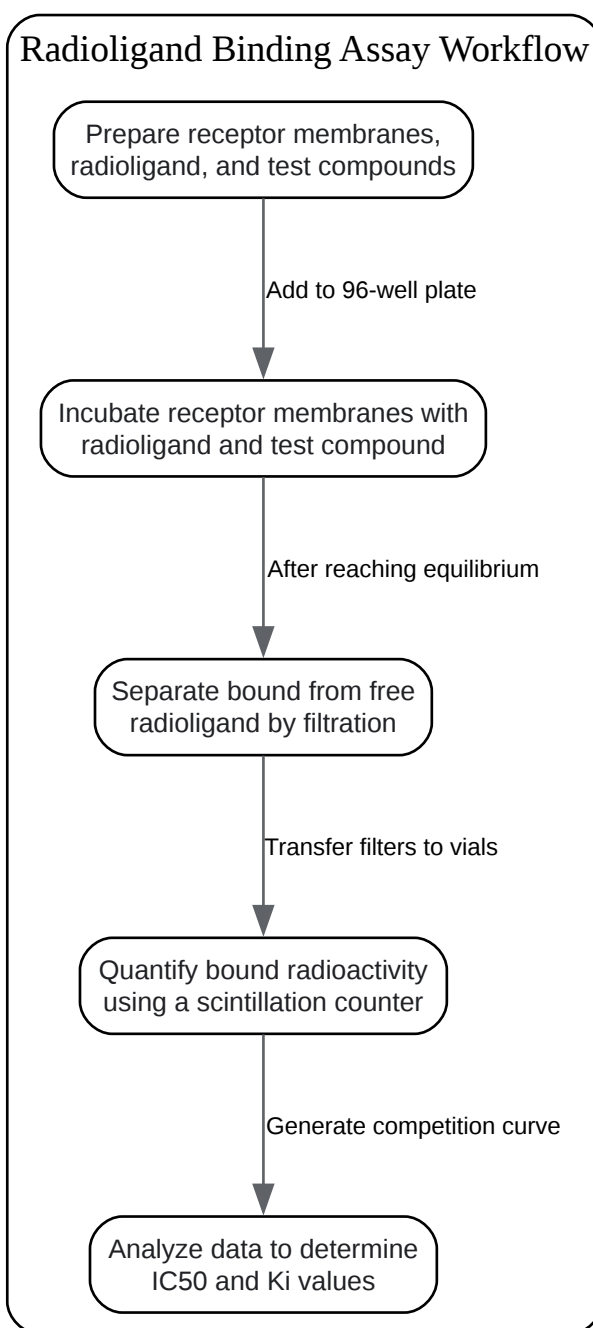 Radioligand Binding Assay Workflow
Prepare receptor membranes,
radioligand, and test compounds
Add to 96-well plate
Incubate receptor membranes with
radioligand and test compound
After reaching equilibrium
Separate bound from free
radioligand by filtration
Transfer filters to vials
Quantify bound radioactivity
using a scintillation counter
Generate competition curve
Analyze data to determine
IC50 and Ki values